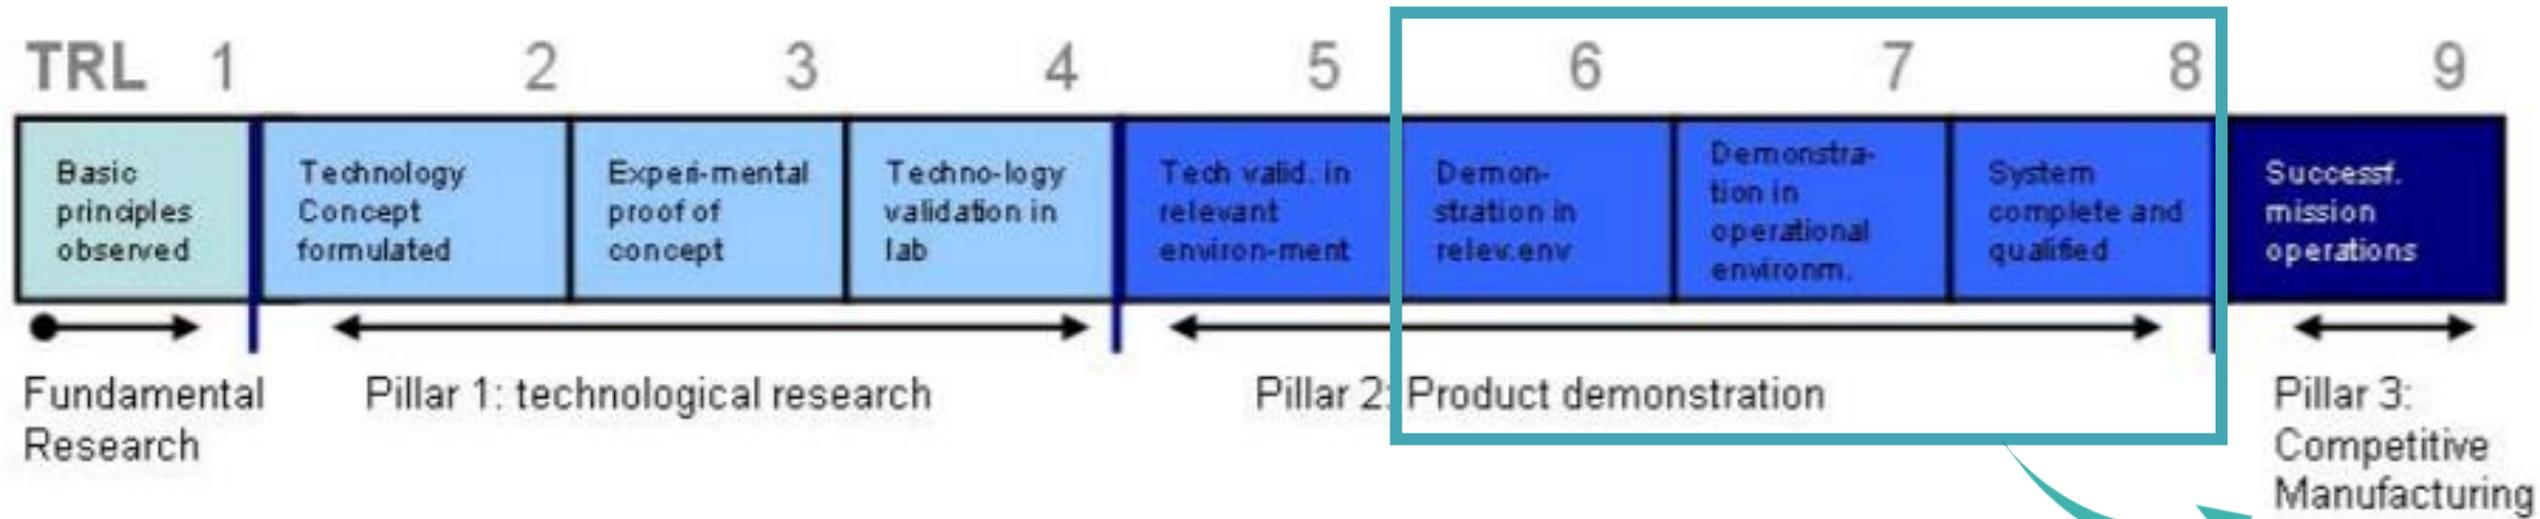 TRL 1 2 3 4 5 6 7 8 9
Basic
principles
observed
Technology
Concept
formulated
Experi-mental
proof of
concept
Techno-logy
validation in
lab
Tech valid. in
relevant
environ-ment
Demon-
stration in
relev.env
Demonstra-
tion in
operational
environm.
System
complete and
qualified
Successf.
mission
operations
Fundamental
Research
Pillar 1: technological research
Pillar 2: Product demonstration
Pillar 3:
Competitive
Manufacturing